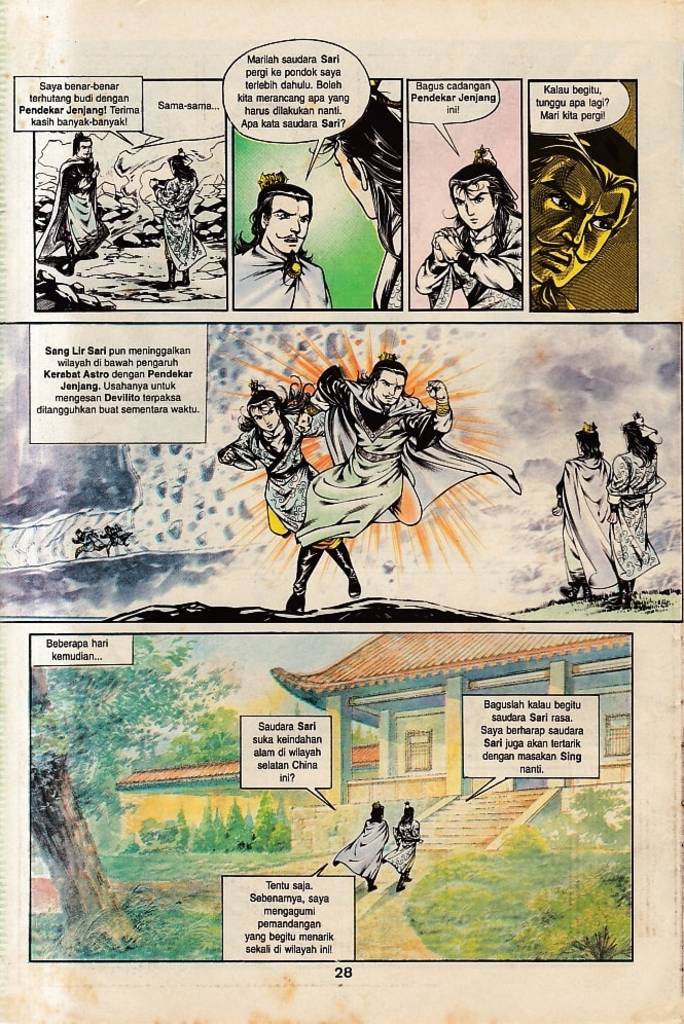 Saya benar-benar
terhutang budi dengan
Pendekar Jenjang! Terima
kasih banyak-banyak!
Sama-sama...
Marilah saudara Sari
pergi ke pondok saya
terlebih dahulu. Boleh
kita merancang apa yang
harus dilakukan nanti.
Apa kata saudara Sari?
Bagus cadangan
Pendekar Jenjang
ini!
Kalau begitu,
tunggu apa lagi?
Mari kita pergi!
Sang Lir Sari pun meninggalkan
wilayah di bawah pengaruh
Kerabat Astro dengan Pendekar
Jenjang. Usahanya untuk
mengesan Devilito terpaksa
ditangguhkan buat sementara waktu.
Beberapa hari
kemudian...
Saudara Sari
suka keindahan
alam di wilayah
selatan China
ini?
Baguslah kalau begitu
saudara Sari rasa.
Saya berharap saudara
Sari juga akan tertarik
dengan masakan Sing
nanti.
Tentu saja.
Sebenarnya, saya
mengagumi
pemandangan
yang begitu menarik
sekali di wilayah ini!
28